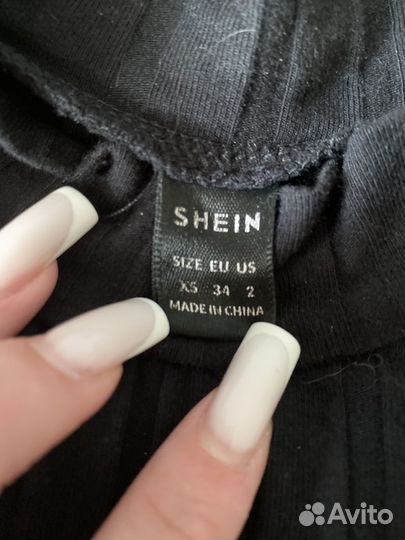 SHEIN
SIZE EU US
XS 34 2
MADE IN CHINA
Avito